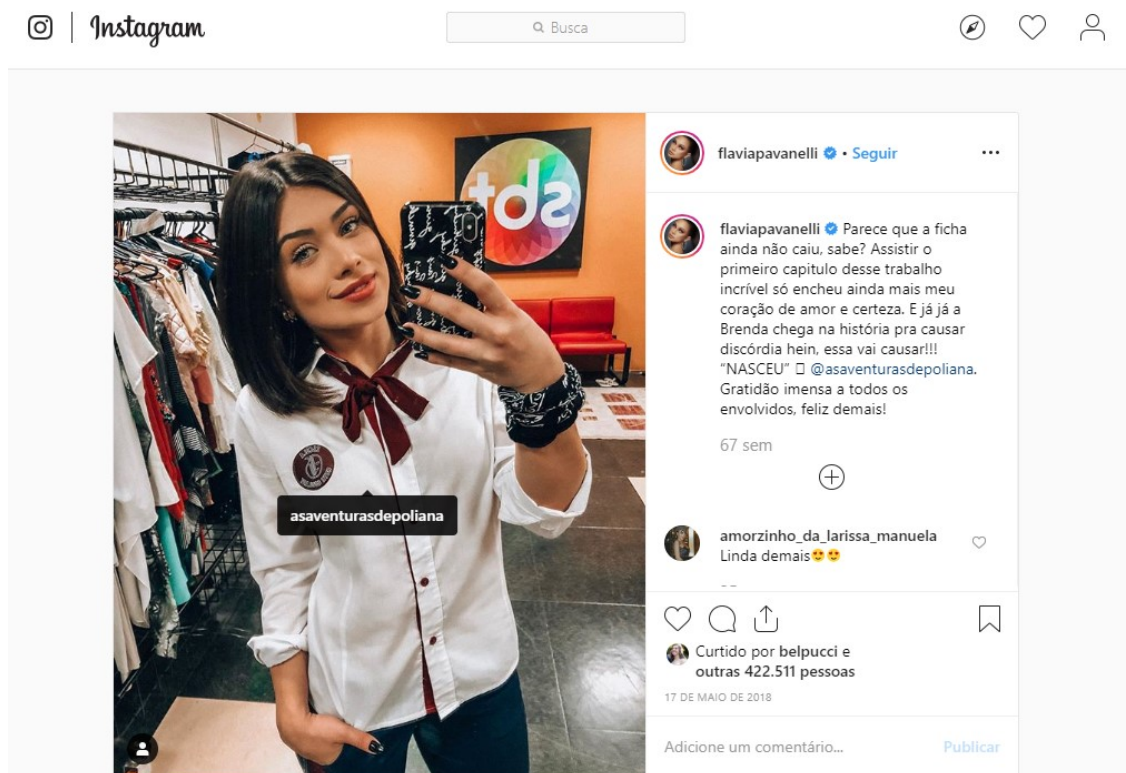 Instagram
Busca
sbt
asaventurasdepoliana
flaviapavanelli • Seguir
flaviapavanelli Parece que a ficha
ainda não caiu, sabe? Assistir o
primeiro capitulo desse trabalho
incrível só encheu ainda mais meu
coração de amor e certeza. E já já a
Brenda chega na história pra causar
discórdia hein, essa vai causar!!!
“NASCEU” @asaventurasdepoliana.
Gratidão imensa a todos os
envolvidos, feliz demais!
67 sem
amorzinho_da_larissa_manuela
Linda demais😍😍
Curtido por belpucci e
outras 422.511 pessoas
17 DE MAIO DE 2018
Adicione um comentário...
Publicar